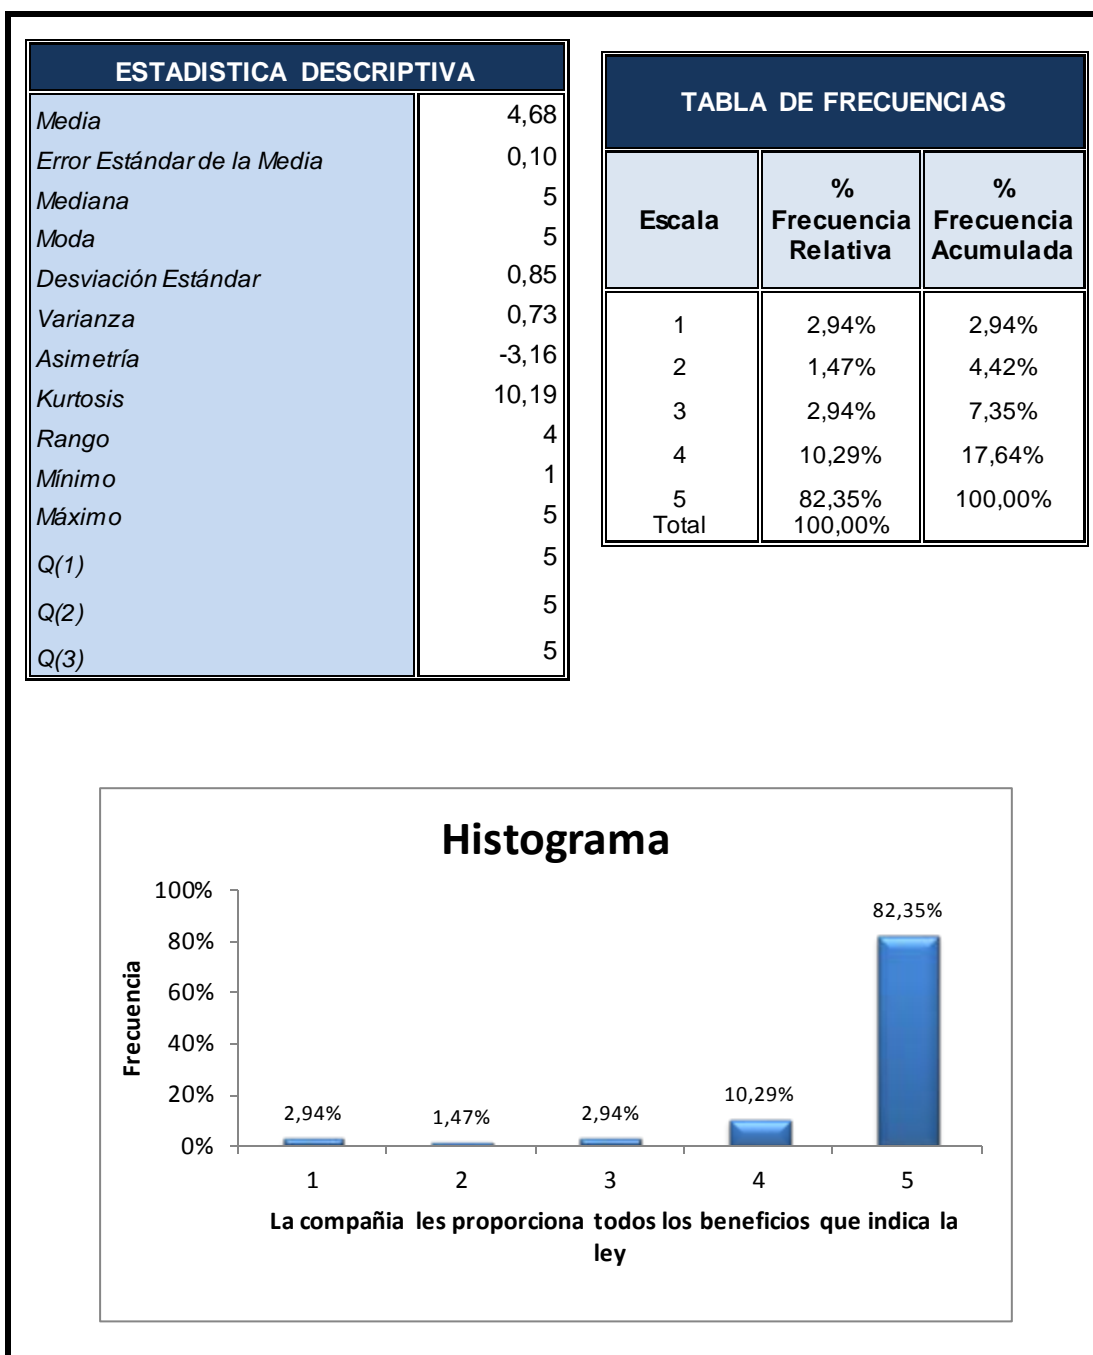 ESTADISTICA DESCRIPTIVA
Media 4,68
Error Estándar de la Media 0,10
Mediana 5
Moda 5
Desviación Estándar 0,85
Varianza 0,73
Asimetría -3,16
Kurtosis 10,19
Rango 4
Mínimo 1
Máximo 5
Q(1) 5
Q(2) 5
Q(3) 5
TABLA DE FRECUENCIAS
Escala
%
Frecuencia
Relativa
%
Frecuencia
Acumulada
1 2,94% 2,94%
2 1,47% 4,42%
3 2,94% 7,35%
4 10,29% 17,64%
5 82,35% 100,00%
Total 100,00%
Histograma
Frecuencia
100%
80%
60%
40%
20%
0%
2,94%
1,47%
2,94%
10,29%
82,35%
1 2 3 4 5
La compañia les proporciona todos los beneficios que indica la
ley